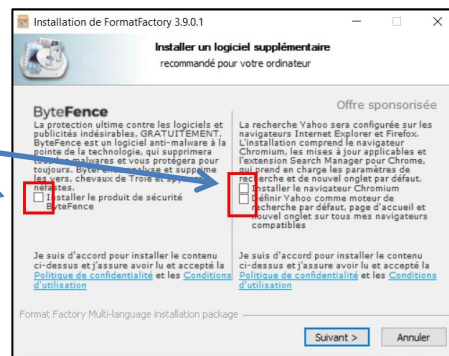 Installation de FormatFactory 3.9.0.1
Installer un logiciel supplémentaire
recommandé pour votre ordinateur
Offre sponsorisée
ByteFence
La protection ultime contre les logiciels et
publicités indésirables, GRATUITEMENT.
ByteFence est un logiciel anti-malware à la
pointe de la technologie, qui supprimera
tous les malwares et vous protégera pour
toujours. ByteFence analyse et supprime
les vers, chevaux de Troie et
néfastes.
Installer le produit de sécurité
ByteFence
Je suis d'accord pour installer le contenu
ci-dessus et j'assure avoir lu et accepté la
Politique de confidentialité et les Conditions
d'utilisation
La recherche Yahoo sera configurée sur les
navigateurs Internet Explorer et Firefox.
L'installation comprend le navigateur
Chromium, les mises à jour applicables et
l'extension Search Manager pour Chrome,
qui prend en charge les paramètres de
recherche et de nouvel onglet par défaut.
Installer le navigateur Chromium
Définir Yahoo comme moteur de
recherche par défaut, page d'accueil et
nouvel onglet sur tous mes navigateurs
compatibles
Je suis d'accord pour installer le contenu
ci-dessus et j'assure avoir lu et accepté la
Politique de confidentialité et les Conditions
d'utilisation
Format Factory Multi-language installation package
Suivant >
Annuler